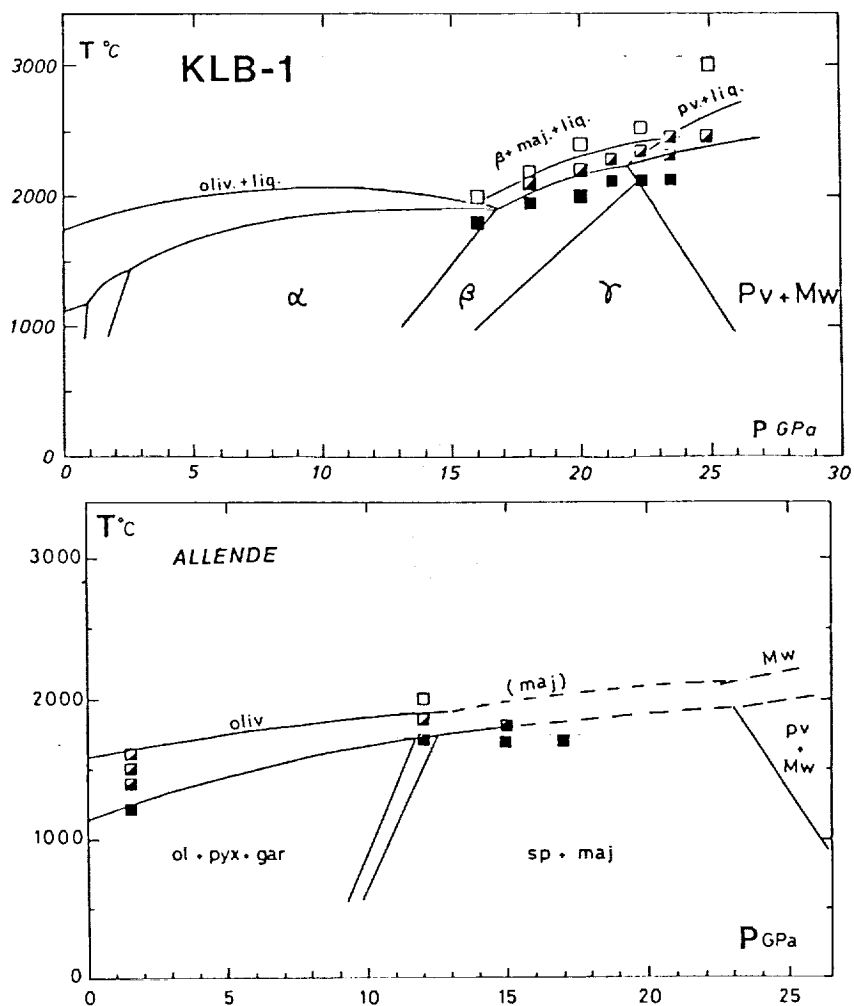 T °C
KLB-1
3000
2000
1000
0
oliv. + liq.
β + maj. + liq.
pv. + liq.
α
β
γ
Pv + Mw
P GPa
0 5 10 15 20 25 30
T°C
ALLENDE
3000
2000
1000
0
oliv
(maj)
Mw
pv
+
Mw
ol + pyx + gar
sp + maj
P GPa
0 5 10 15 20 25